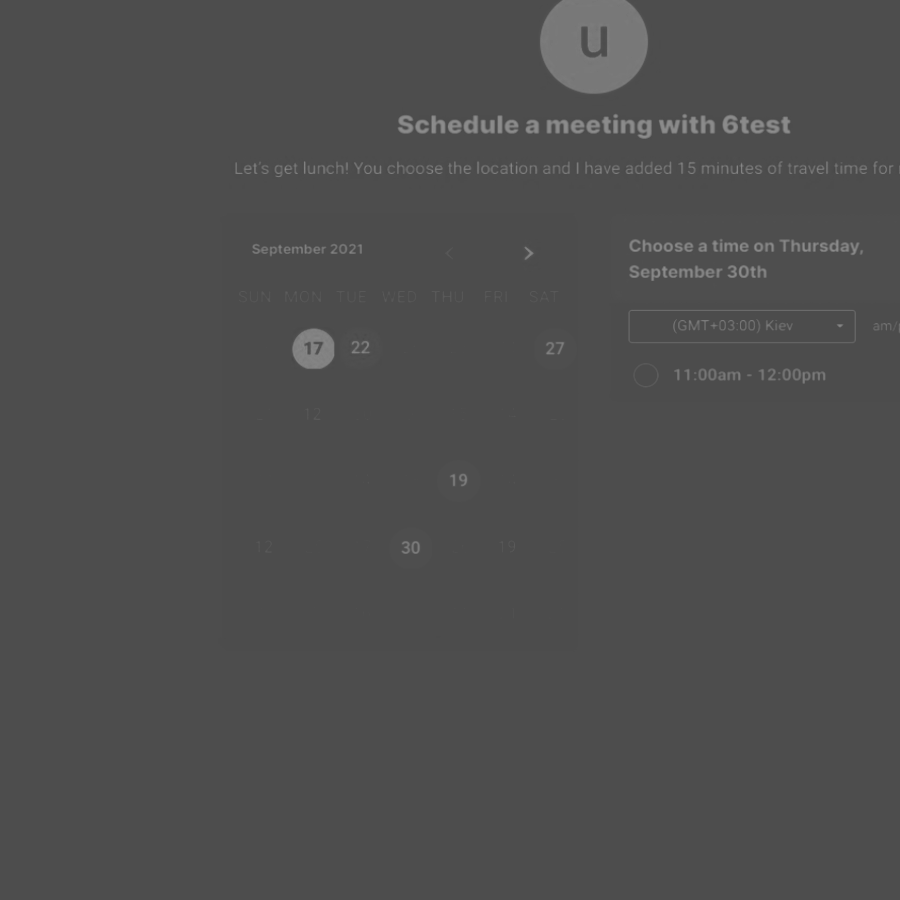 u
Schedule a meeting with 6test
Let's get lunch! You choose the location and I have added 15 minutes of travel time for
September 2021
Choose a time on Thursday,
September 30th
SUN MON TUE WED THU FRI SAT
(GMT+03:00) Kiev am/
17 22 27
11:00am - 12:00pm
12
19
12 30 19